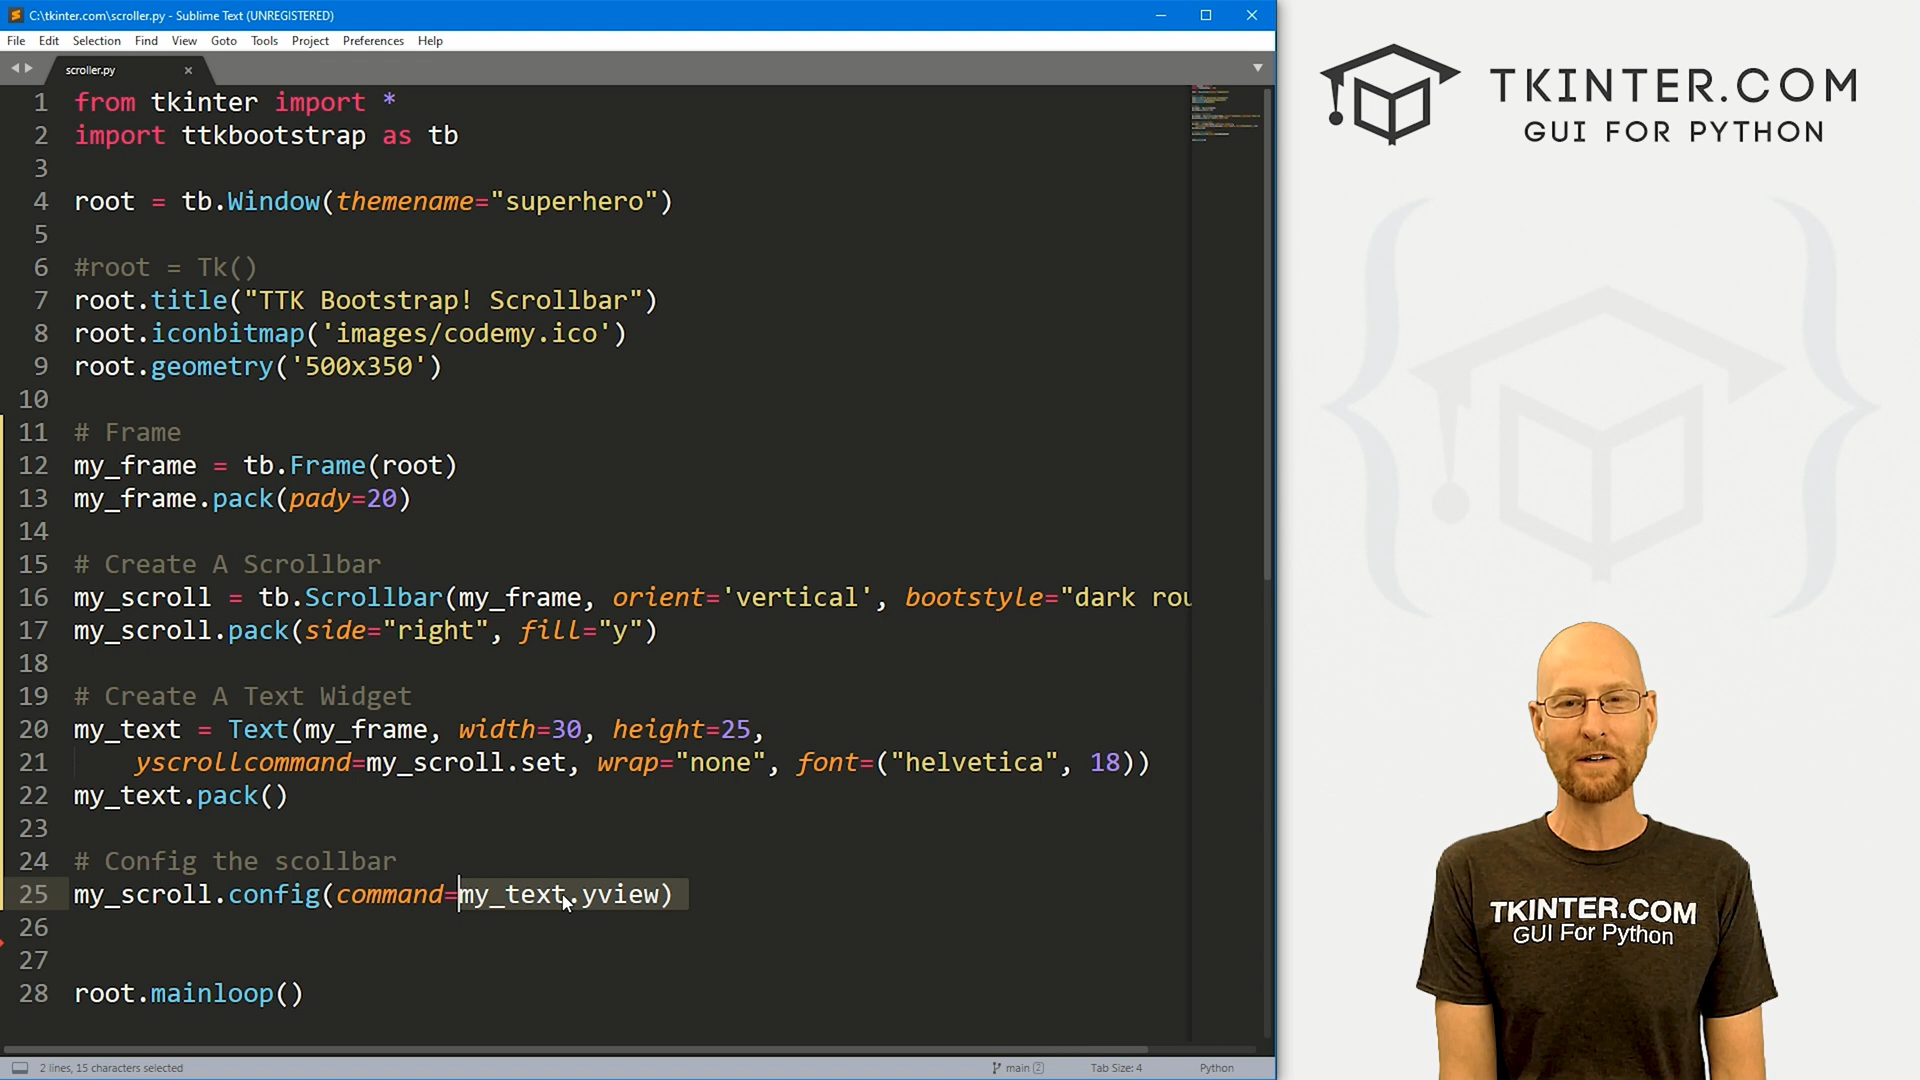 C:\tkinter.com\scroller.py - Sublime Text (UNREGISTERED)
File Edit Selection Find View Goto Tools Project Preferences Help
scroller.py
1 from tkinter import *
2 import ttkbootstrap as tb
3
4 root = tb.Window(themename="superhero")
5
6 #root = Tk()
7 root.title("TTK Bootstrap! Scrollbar")
8 root.iconbitmap('images/codemy.ico')
9 root.geometry('500x350')
10
11 # Frame
12 my_frame = tb.Frame(root)
13 my_frame.pack(pady=20)
14
15 # Create A Scrollbar
16 my_scroll = tb.Scrollbar(my_frame, orient='vertical', bootstyle="dark rou
17 my_scroll.pack(side="right", fill="y")
18
19 # Create A Text Widget
20 my_text = Text(my_frame, width=30, height=25,
21 yscrollcommand=my_scroll.set, wrap="none", font=("helvetica", 18))
22 my_text.pack()
23
24 # Config the scollbar
25 my_scroll.config(command=my_text.yview)
26
27
28 root.mainloop()
2 lines, 15 characters selected main 2 Tab Size: 4 Python
TKINTER.COM
GUI FOR PYTHON
TKINTER.COM
GUI For Python